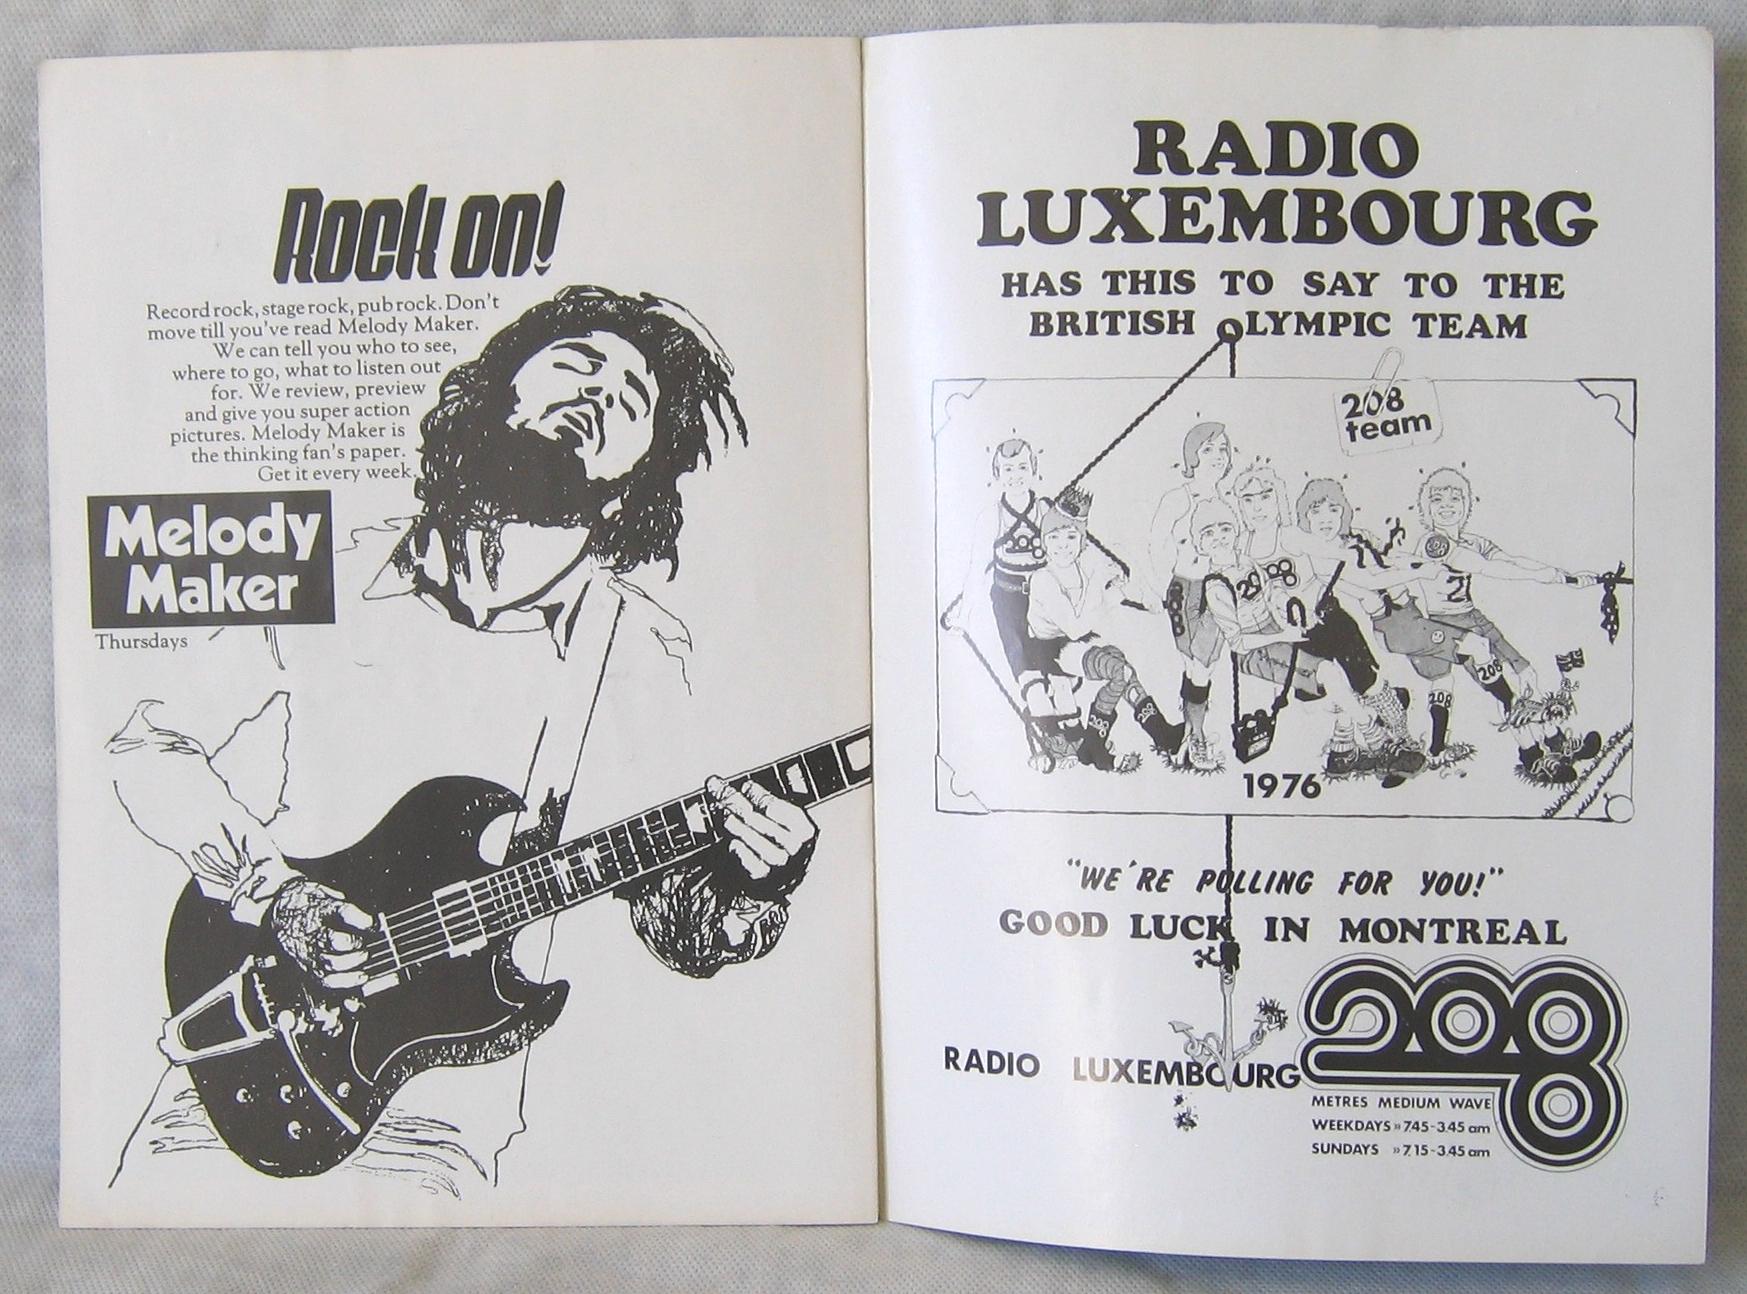 Rock on!
Record rock, stage rock, pub rock. Don't
move till you've read Melody Maker.
We can tell you who to see,
where to go, what to listen out
for. We review, preview
and give you super action
pictures. Melody Maker is
the thinking fan's paper.
Get it every week.
Melody
Maker
Thursdays
RADIO
LUXEMBOURG
HAS THIS TO SAY TO THE
BRITISH OLYMPIC TEAM
208
team
208
208
208
208
1976
"WE'RE PULLING FOR YOU!"
GOOD LUCK IN MONTREAL
RADIO LUXEMBOURG
208
METRES MEDIUM WAVE
WEEKDAYS » 7.45-3.45 am
SUNDAYS » 7.15-3.45 am